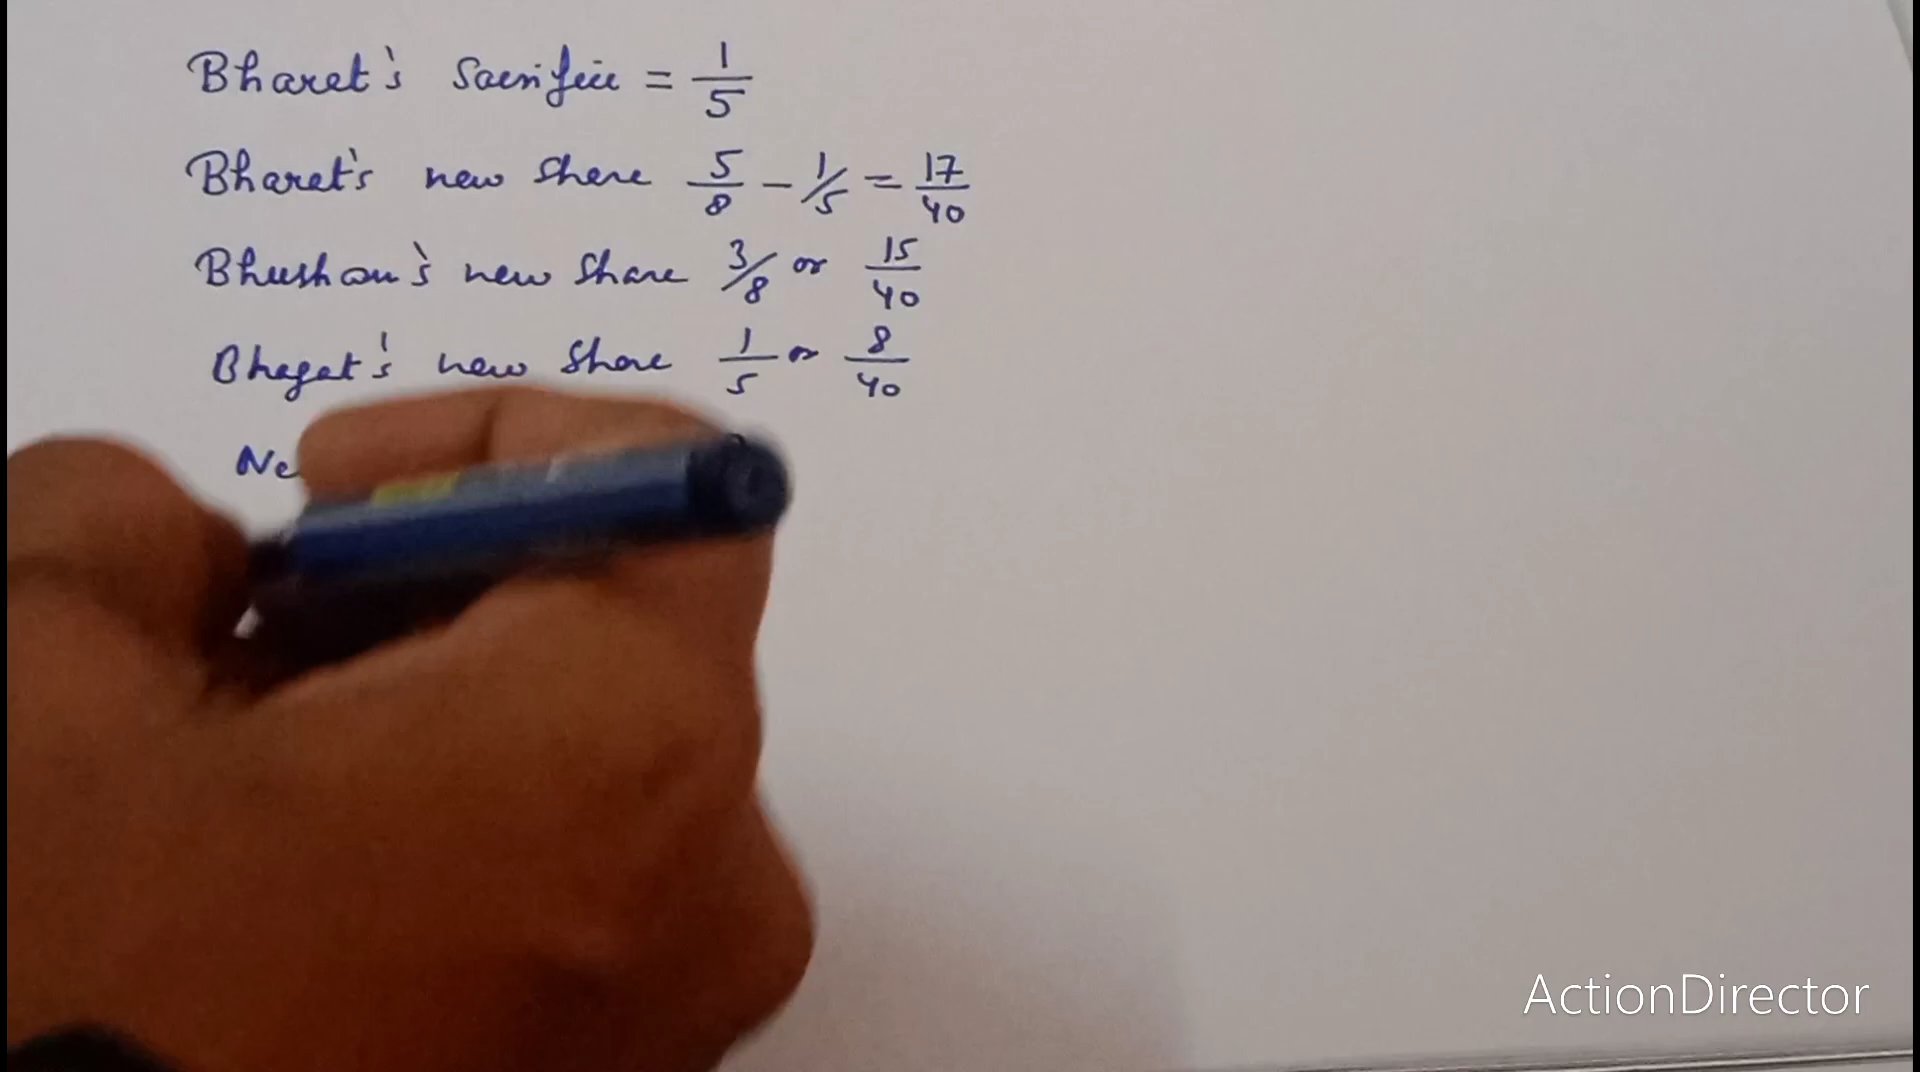 Bharat's Sacrifice = 1/5
Bharat's new share 5/8 - 1/5 = 17/40
Bhushan's new share 3/8 or 15/40
Bhagat's new share 1/5 or 8/40
Ne
ActionDirector